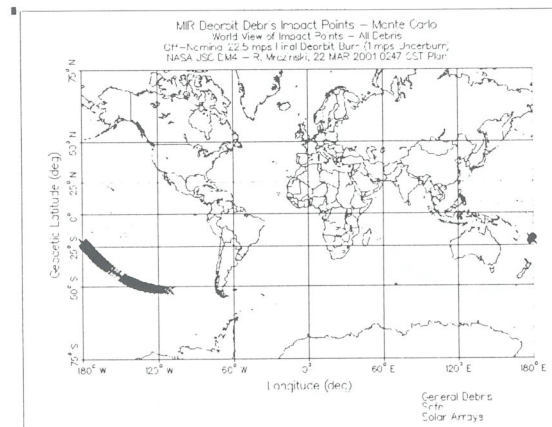 MIR Deorbit Debris Impact Points – Monte Carlo
World View of Impact Points – All Debris
Off-Nominal 22.5 mps Final Deorbit Burn (1 mps Underburn)
NASA JSC DM4 – R. Mrozinski, 22 MAR 2001 0247 CST Plan
75° N
50° N
25° N
0°
25° S
50° S
75° S
Geodetic Latitude (deg)
180° W
120° W
60° W
0°
60° E
120° E
180° E
Longitude (deg)
General Debris
Solar Arrays